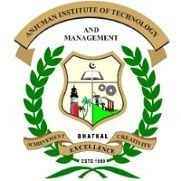 ANJUMAN INSTITUTE OF TECHNOLOGY
AND
MANAGEMENT
BHATKAL
ACHIEVEMENT
EXCELLENCE
CREATIVITY
ESTD 1980